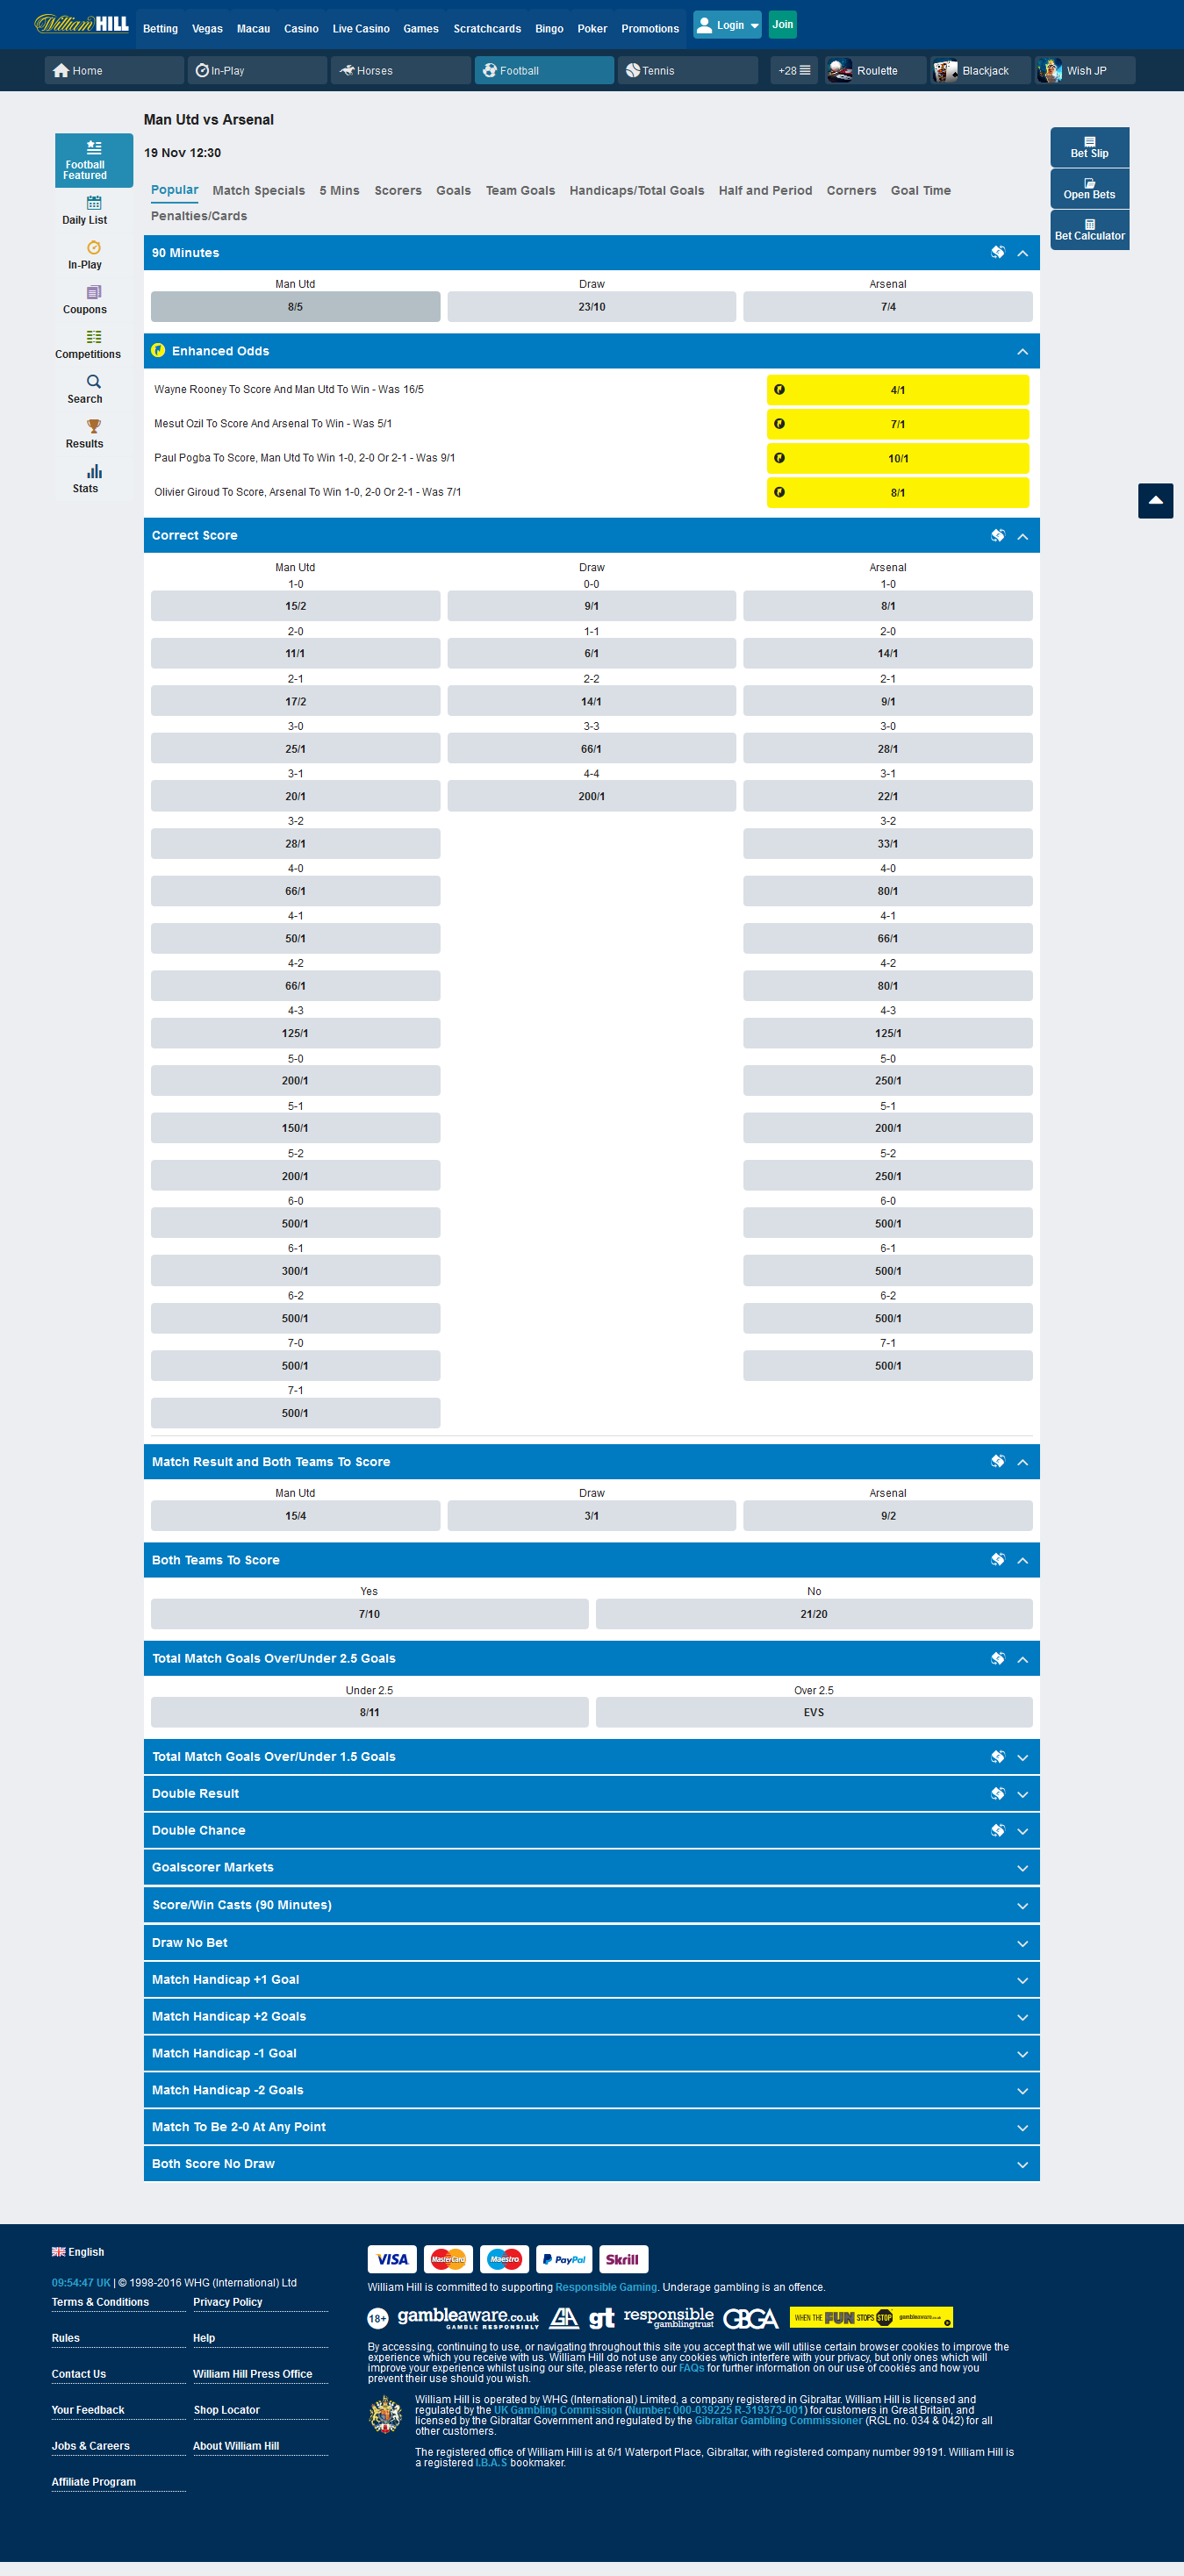 William HILL Betting Vegas Macau Casino Live Casino Games Scratchcards Bingo Poker Promotions Login Join
Home In-Play Horses Football Tennis +28 Roulette Blackjack Wish JP
Man Utd vs Arsenal
19 Nov 12:30
Football
Featured
Daily List
In-Play
Coupons
Competitions
Search
Results
Stats
Bet Slip
Open Bets
Bet Calculator
Popular Match Specials 5 Mins Scorers Goals Team Goals Handicaps/Total Goals Half and Period Corners Goal Time
Penalties/Cards
90 Minutes
Man Utd Draw Arsenal
8/5 23/10 7/4
Enhanced Odds
Wayne Rooney To Score And Man Utd To Win - Was 16/5 4/1
Mesut Ozil To Score And Arsenal To Win - Was 5/1 7/1
Paul Pogba To Score, Man Utd To Win 1-0, 2-0 Or 2-1 - Was 9/1 10/1
Olivier Giroud To Score, Arsenal To Win 1-0, 2-0 Or 2-1 - Was 7/1 8/1
Correct Score
Man Utd Draw Arsenal
1-0 0-0 1-0
15/2 9/1 8/1
2-0 1-1 2-0
11/1 6/1 14/1
2-1 2-2 2-1
17/2 14/1 9/1
3-0 3-3 3-0
25/1 66/1 28/1
3-1 4-4 3-1
20/1 200/1 22/1
3-2 3-2
28/1 33/1
4-0 4-0
66/1 80/1
4-1 4-1
50/1 66/1
4-2 4-2
66/1 80/1
4-3 4-3
125/1 125/1
5-0 5-0
200/1 250/1
5-1 5-1
150/1 200/1
5-2 5-2
200/1 250/1
6-0 6-0
500/1 500/1
6-1 6-1
300/1 500/1
6-2 6-2
500/1 500/1
7-0 7-1
500/1 500/1
7-1
500/1
Match Result and Both Teams To Score
Man Utd Draw Arsenal
15/4 3/1 9/2
Both Teams To Score
Yes No
7/10 21/20
Total Match Goals Over/Under 2.5 Goals
Under 2.5 Over 2.5
8/11 EVS
Total Match Goals Over/Under 1.5 Goals
Double Result
Double Chance
Goalscorer Markets
Score/Win Casts (90 Minutes)
Draw No Bet
Match Handicap +1 Goal
Match Handicap +2 Goals
Match Handicap -1 Goal
Match Handicap -2 Goals
Match To Be 2-0 At Any Point
Both Score No Draw
English
09:54:47 UK | © 1998-2016 WHG (International) Ltd
Terms & Conditions Privacy Policy
Rules Help
Contact Us William Hill Press Office
Your Feedback Shop Locator
Jobs & Careers About William Hill
Affiliate Program
VISA MasterCard Maestro PayPal Skrill
William Hill is committed to supporting Responsible Gaming. Underage gambling is an offence.
18+ gambleaware.co.uk GAMBLE RESPONSIBLY gt responsible gamblingtrust GBGA WHEN THE FUN STOPS STOP gambleaware.co.uk
By accessing, continuing to use, or navigating throughout this site you accept that we will utilise certain browser cookies to improve the
experience which you receive with us. William Hill do not use any cookies which interfere with your privacy, but only ones which will
improve your experience whilst using our site, please refer to our FAQs for further information on our use of cookies and how you
prevent their use should you wish.
William Hill is operated by WHG (International) Limited, a company registered in Gibraltar. William Hill is licensed and
regulated by the UK Gambling Commission (Number: 000-039225 R-319373-001) for customers in Great Britain, and
licensed by the Gibraltar Government and regulated by the Gibraltar Gambling Commissioner (RGL no. 034 & 042) for all
other customers.
The registered office of William Hill is at 6/1 Waterport Place, Gibraltar, with registered company number 99191. William Hill is
a registered I.B.A.S bookmaker.